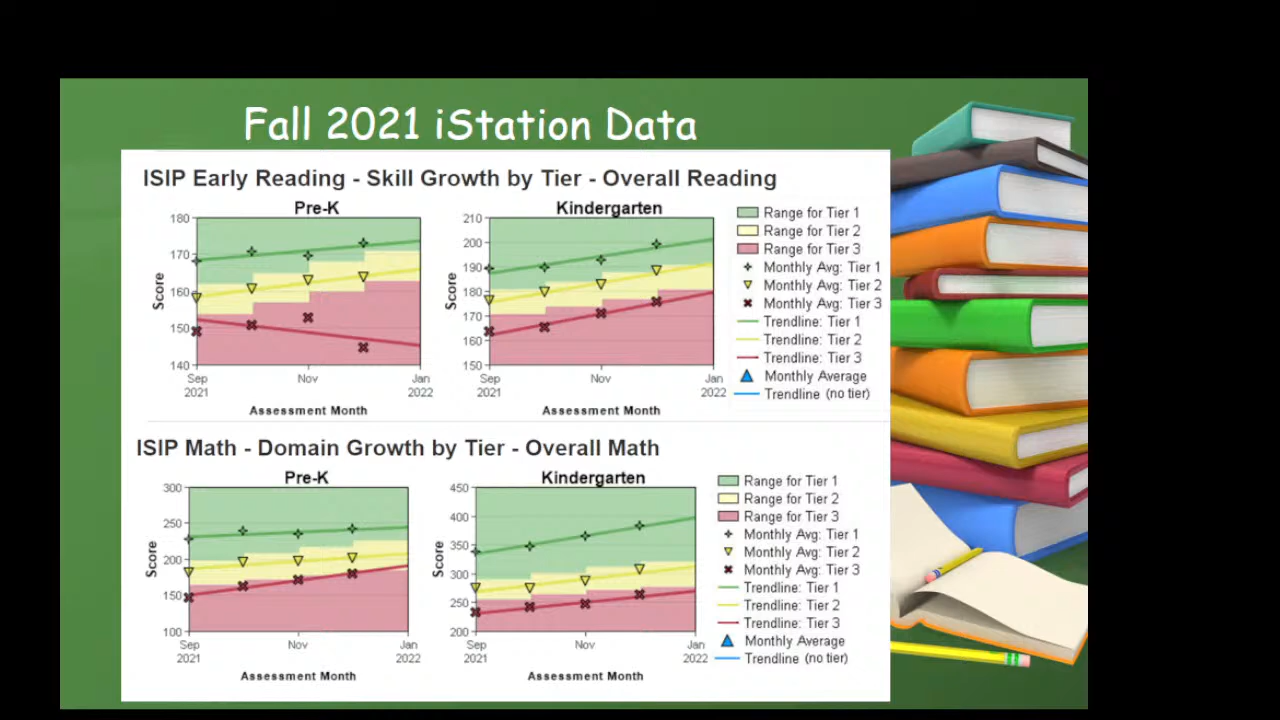 Fall 2021 iStation Data
ISIP Early Reading - Skill Growth by Tier - Overall Reading
Pre-K
180
170
160
150
140
Score
Sep
2021
Nov
Jan
2022
Assessment Month
Kindergarten
210
200
190
180
170
160
150
Score
Sep
2021
Nov
Jan
2022
Assessment Month
Range for Tier 1
Range for Tier 2
Range for Tier 3
Monthly Avg: Tier 1
Monthly Avg: Tier 2
Monthly Avg: Tier 3
Trendline: Tier 1
Trendline: Tier 2
Trendline: Tier 3
Monthly Average
Trendline (no tier)
ISIP Math - Domain Growth by Tier - Overall Math
Pre-K
300
250
200
150
100
Score
Sep
2021
Nov
Jan
2022
Assessment Month
Kindergarten
450
400
350
300
250
200
Score
Sep
2021
Nov
Jan
2022
Assessment Month
Range for Tier 1
Range for Tier 2
Range for Tier 3
Monthly Avg: Tier 1
Monthly Avg: Tier 2
Monthly Avg: Tier 3
Trendline: Tier 1
Trendline: Tier 2
Trendline: Tier 3
Monthly Average
Trendline (no tier)